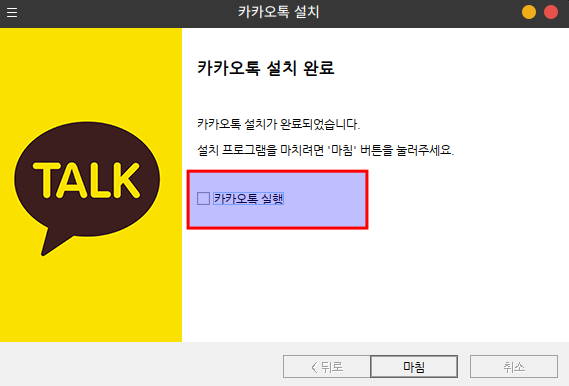 카카오톡 설치
카카오톡 설치 완료
카카오톡 설치가 완료되었습니다.
설치 프로그램을 마치려면 '마침' 버튼을 눌러주세요.
TALK
카카오톡 실행
< 뒤로
마침
취소